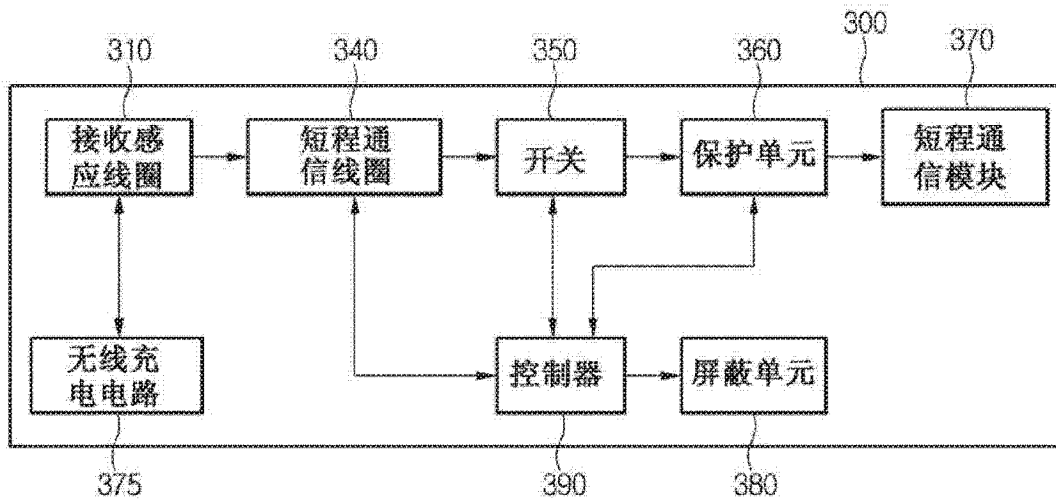 310
340
350
360
300
370
接收感
应线圈
短程通
信线圈
开关
保护单元
短程通
信模块
无线充
电电路
控制器
屏蔽单元
375
390
380